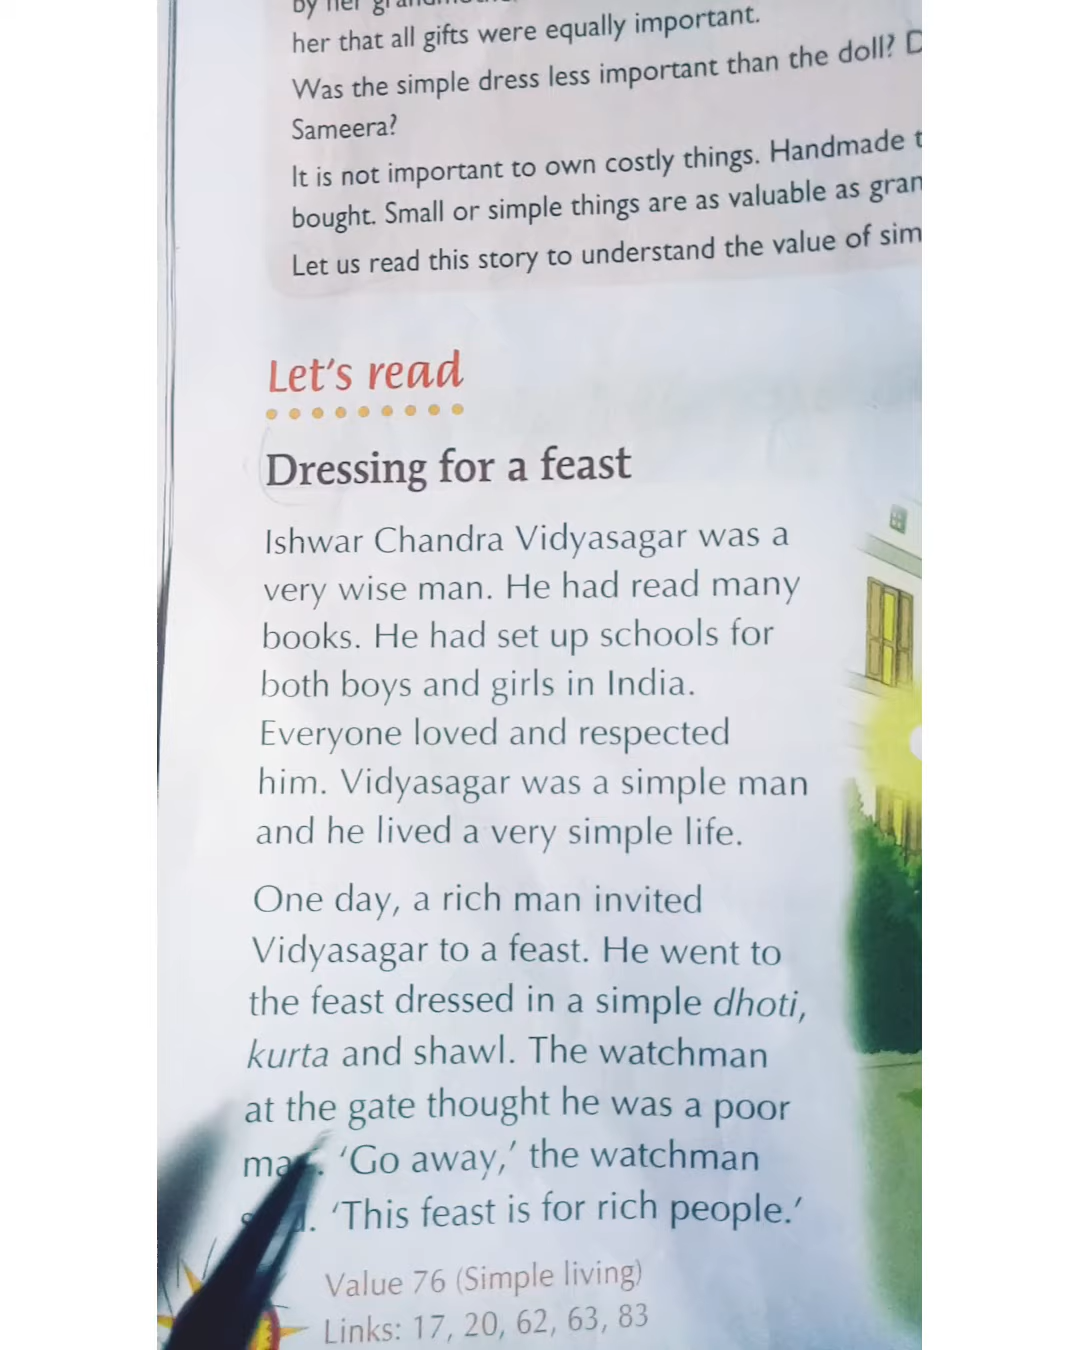 by her
her that all gifts were equally important.
Was the simple dress less important than the doll? D
Sameera?
It is not important to own costly things. Handmade t
bought. Small or simple things are as valuable as gran
Let us read this story to understand the value of sim
Let's read
Dressing for a feast
Ishwar Chandra Vidyasagar was a
very wise man. He had read many
books. He had set up schools for
both boys and girls in India.
Everyone loved and respected
him. Vidyasagar was a simple man
and he lived a very simple life.
One day, a rich man invited
Vidyasagar to a feast. He went to
the feast dressed in a simple dhoti,
kurta and shawl. The watchman
at the gate thought he was a poor
'Go away,' the watchman
'This feast is for rich people.'
Value 76 (Simple living)
Links: 17, 20, 62, 63, 83